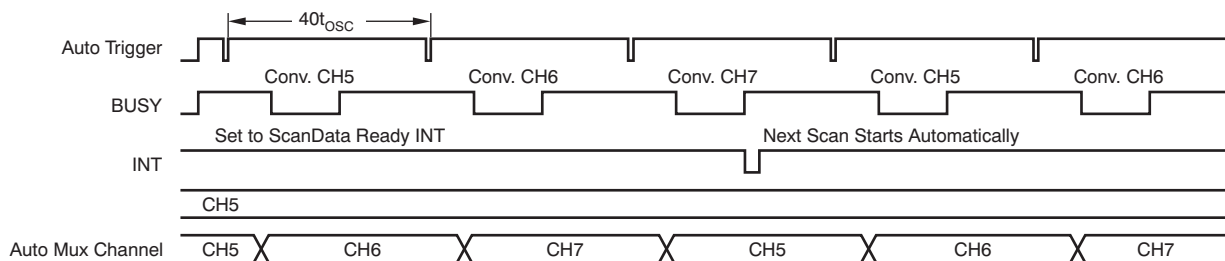 40tOSC
Auto Trigger
Conv. CH5 Conv. CH6 Conv. CH7 Conv. CH5 Conv. CH6
BUSY
Set to ScanData Ready INT Next Scan Starts Automatically
INT
CH5
Auto Mux Channel CH5 CH6 CH7 CH5 CH6 CH7